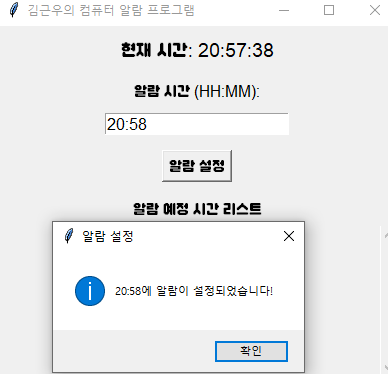 김근우의 컴퓨터 알람 프로그램
현재 시간: 20:57:38
알람 시간 (HH:MM):
20:58
알람 설정
알람 예정 시간 리스트
알람 설정
20:58에 알람이 설정되었습니다!
확인